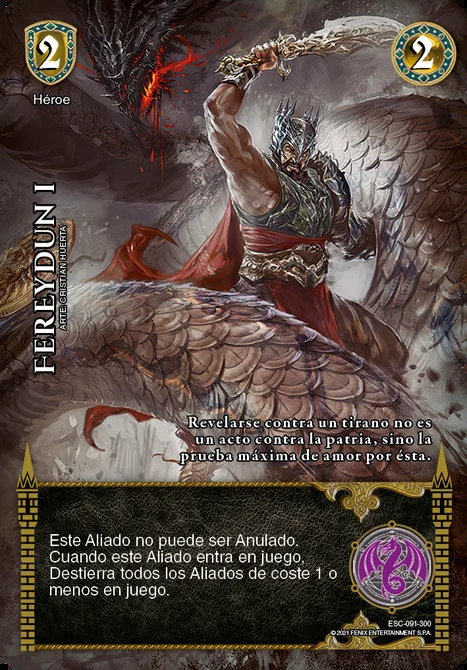 2
2
Héroe
FEREYDUN I
ARTE: CRISTIAN HUERTA
Revelarse contra un tirano no es
un acto contra la patria, sino la
prueba máxima de amor por ésta.
Este Aliado no puede ser Anulado.
Cuando este Aliado entra en juego,
Destierra todos los Aliados de coste 1 o
menos en juego.
ESC-091-300
©2021 FENIX ENTERTAINMENT S.P.A.